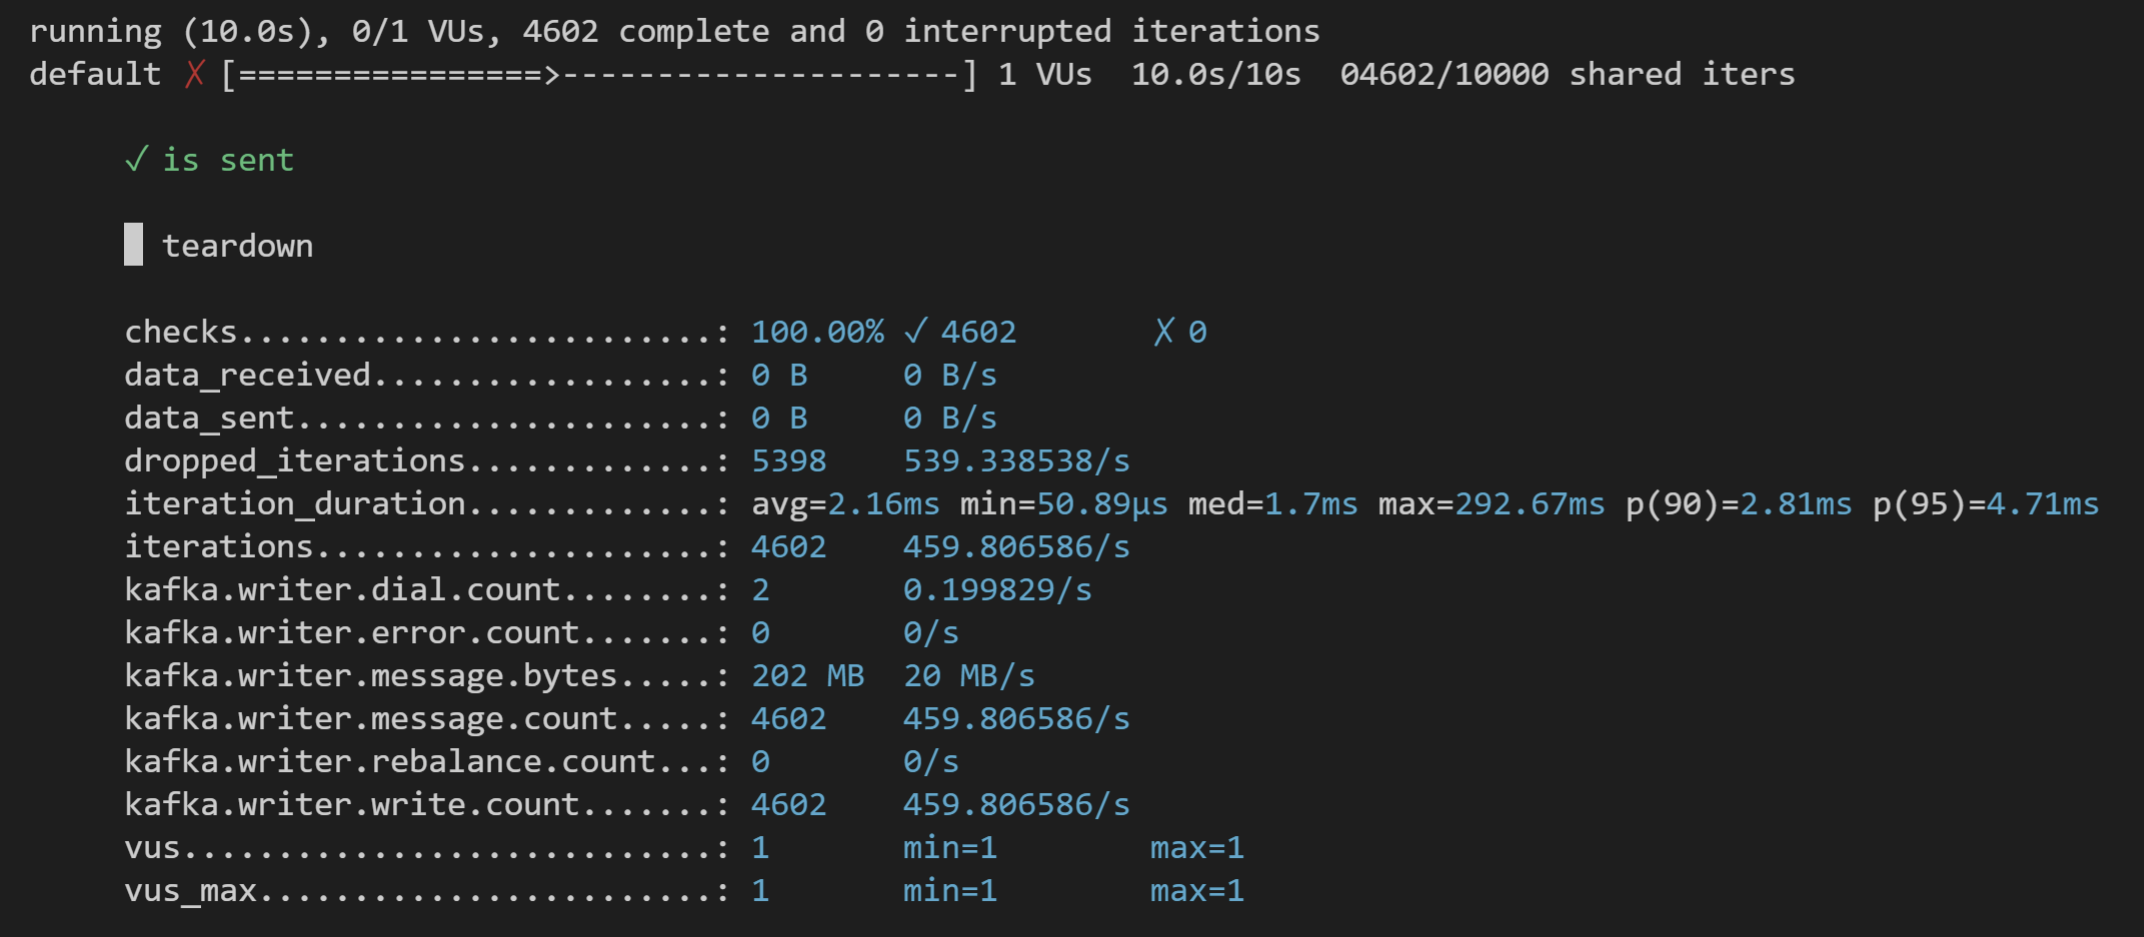 running (10.0s), 0/1 VUs, 4602 complete and 0 interrupted iterations
default ✗ [================>---------------------] 1 VUs  10.0s/10s  04602/10000 shared iters
✓ is sent
█ teardown
checks.........................: 100.00% ✓ 4602       ✗ 0
data_received..................: 0 B     0 B/s
data_sent......................: 0 B     0 B/s
dropped_iterations.............: 5398    539.338538/s
iteration_duration.............: avg=2.16ms min=50.89µs med=1.7ms max=292.67ms p(90)=2.81ms p(95)=4.71ms
iterations.....................: 4602    459.806586/s
kafka.writer.dial.count........: 2       0.199829/s
kafka.writer.error.count.......: 0       0/s
kafka.writer.message.bytes.....: 202 MB  20 MB/s
kafka.writer.message.count.....: 4602    459.806586/s
kafka.writer.rebalance.count...: 0       0/s
kafka.writer.write.count.......: 4602    459.806586/s
vus............................: 1       min=1        max=1
vus_max........................: 1       min=1        max=1